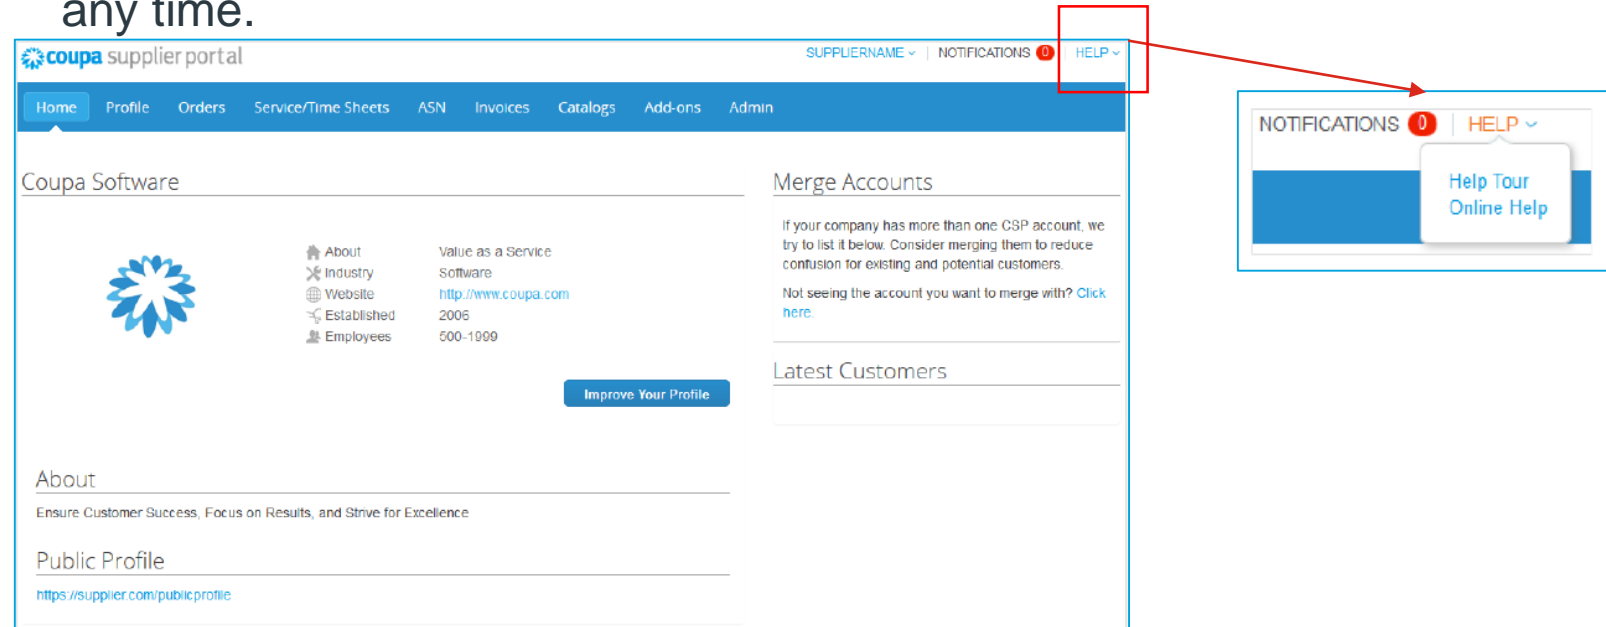 any time.
coupa supplier portal
SUPPLIERNAME | NOTIFICATIONS 0 | HELP
Home Profile Orders Service/Time Sheets ASN Invoices Catalogs Add-ons Admin
Coupa Software
About Value as a Service
Industry Software
Website http://www.coupa.com
Established 2006
Employees 500-1999
Improve Your Profile
About
Ensure Customer Success, Focus on Results, and Strive for Excellence
Public Profile
https://supplier.com/publicprofile
Merge Accounts
If your company has more than one CSP account, we
try to list it below. Consider merging them to reduce
confusion for existing and potential customers.
Not seeing the account you want to merge with? Click
here.
Latest Customers
NOTIFICATIONS 0 | HELP
Help Tour
Online Help